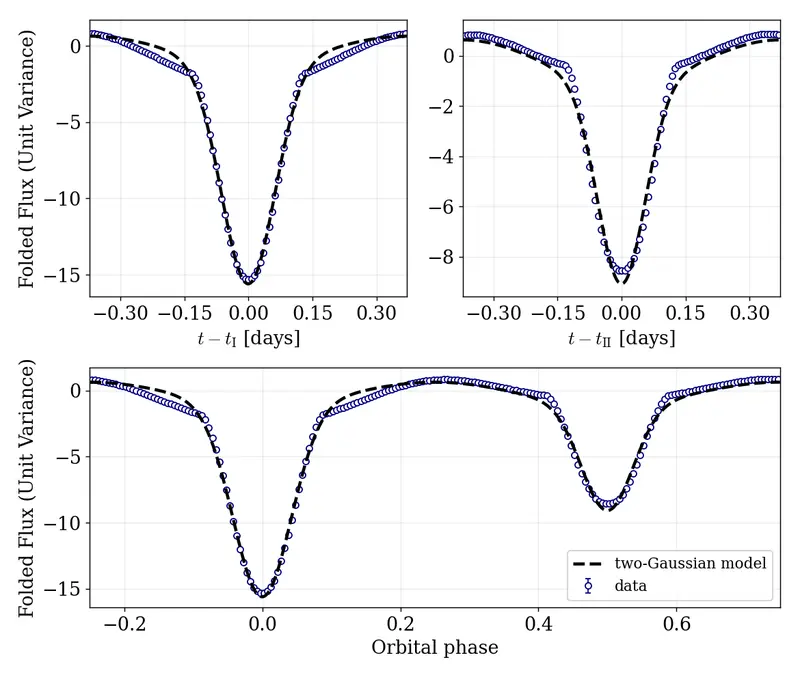 Folded Flux (Unit Variance)
0
−5
−10
−15
−0.30 −0.15 0.00 0.15 0.30
t − t_I [days]
0
−2
−4
−6
−8
−0.30 −0.15 0.00 0.15 0.30
t − t_II [days]
Folded Flux (Unit Variance)
0
−5
−10
−15
−0.2 0.0 0.2 0.4 0.6
Orbital phase
two-Gaussian model
data